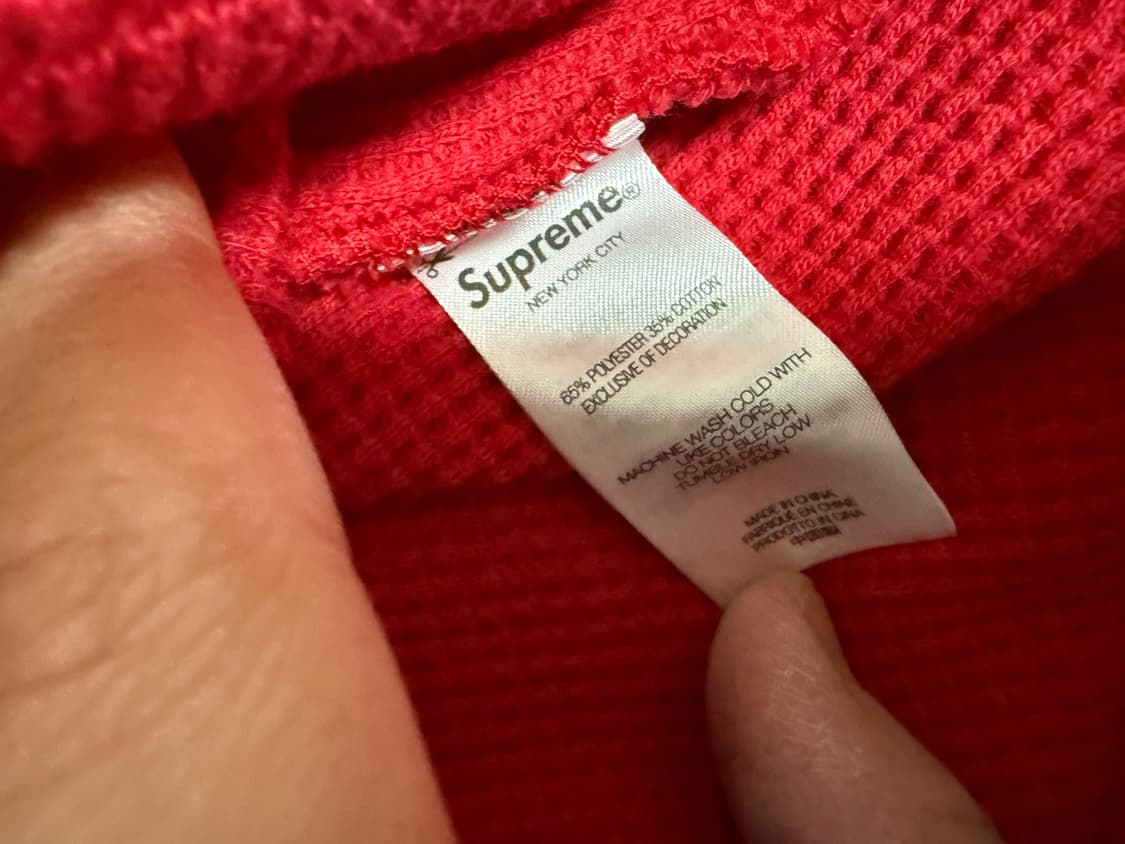 Supreme®
NEW YORK CITY
65% POLYESTER 35% COTTON
EXCLUSIVE OF DECORATION
MACHINE WASH COLD WITH
LIKE COLORS
DO NOT BLEACH
TUMBLE DRY LOW
LOW IRON
MADE IN CHINA
FABRIQUÉ EN CHINE
PRODOTTO IN CINA